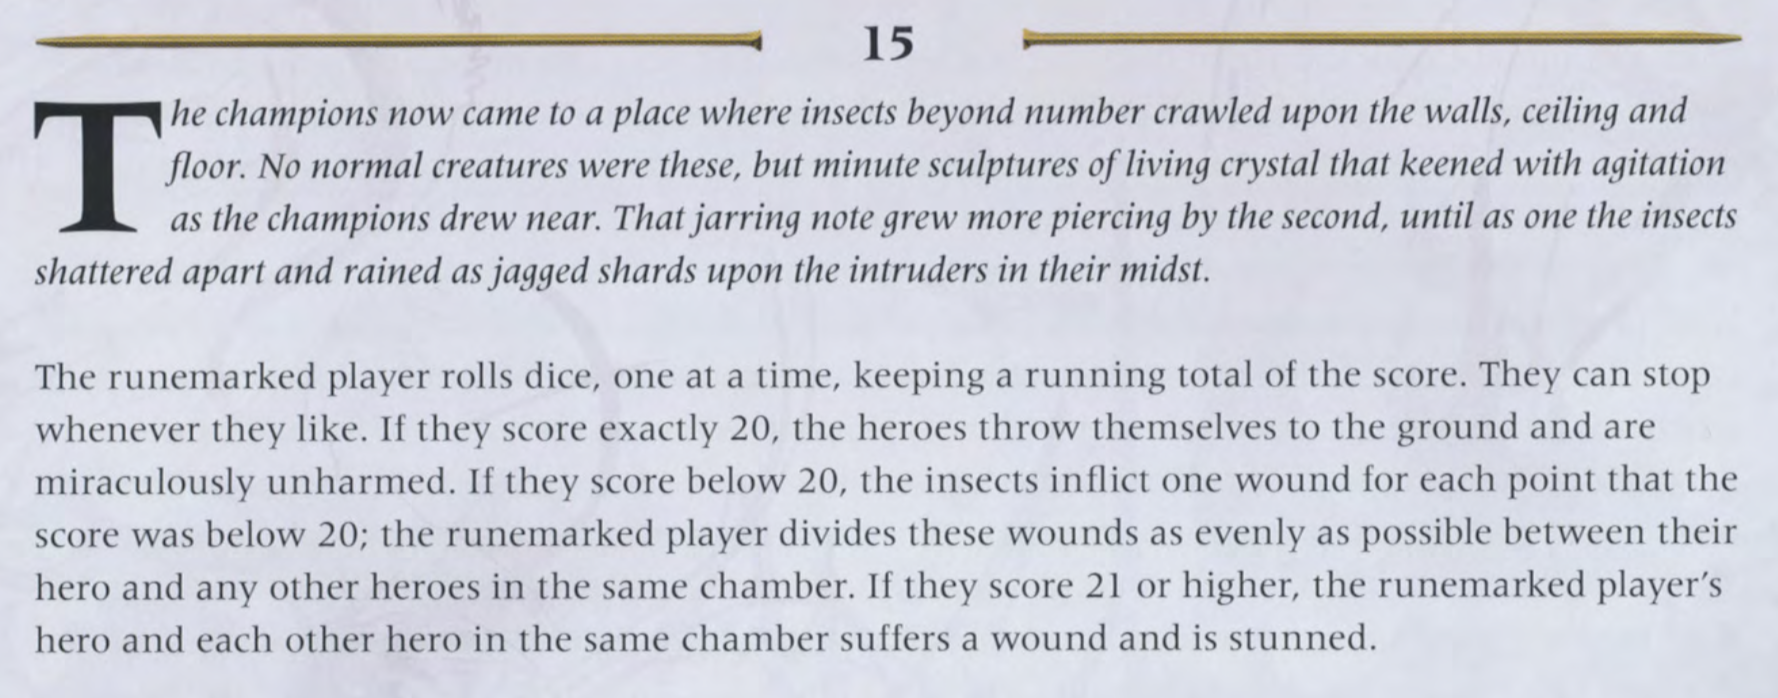 15
The champions now came to a place where insects beyond number crawled upon the walls, ceiling and
floor. No normal creatures were these, but minute sculptures of living crystal that keened with agitation
as the champions drew near. That jarring note grew more piercing by the second, until as one the insects
shattered apart and rained as jagged shards upon the intruders in their midst.
The runemarked player rolls dice, one at a time, keeping a running total of the score. They can stop
whenever they like. If they score exactly 20, the heroes throw themselves to the ground and are
miraculously unharmed. If they score below 20, the insects inflict one wound for each point that the
score was below 20; the runemarked player divides these wounds as evenly as possible between their
hero and any other heroes in the same chamber. If they score 21 or higher, the runemarked player's
hero and each other hero in the same chamber suffers a wound and is stunned.